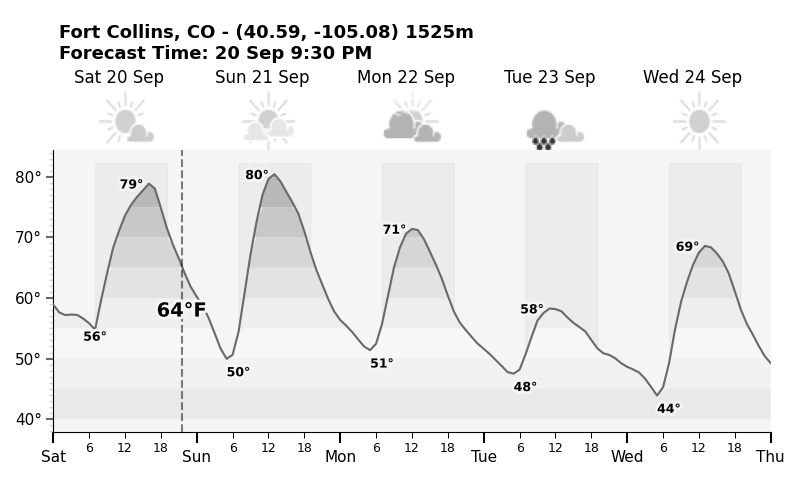 Fort Collins, CO - (40.59, -105.08) 1525m
Forecast Time: 20 Sep 9:30 PM
Sat 20 Sep Sun 21 Sep Mon 22 Sep Tue 23 Sep Wed 24 Sep
80° 79° 80°
70° 71° 69°
60° 64°F 58°
50° 56° 50° 51° 48°
40° 44°
6 12 18 6 12 18 6 12 18 6 12 18 6 12 18
Sat Sun Mon Tue Wed Thu